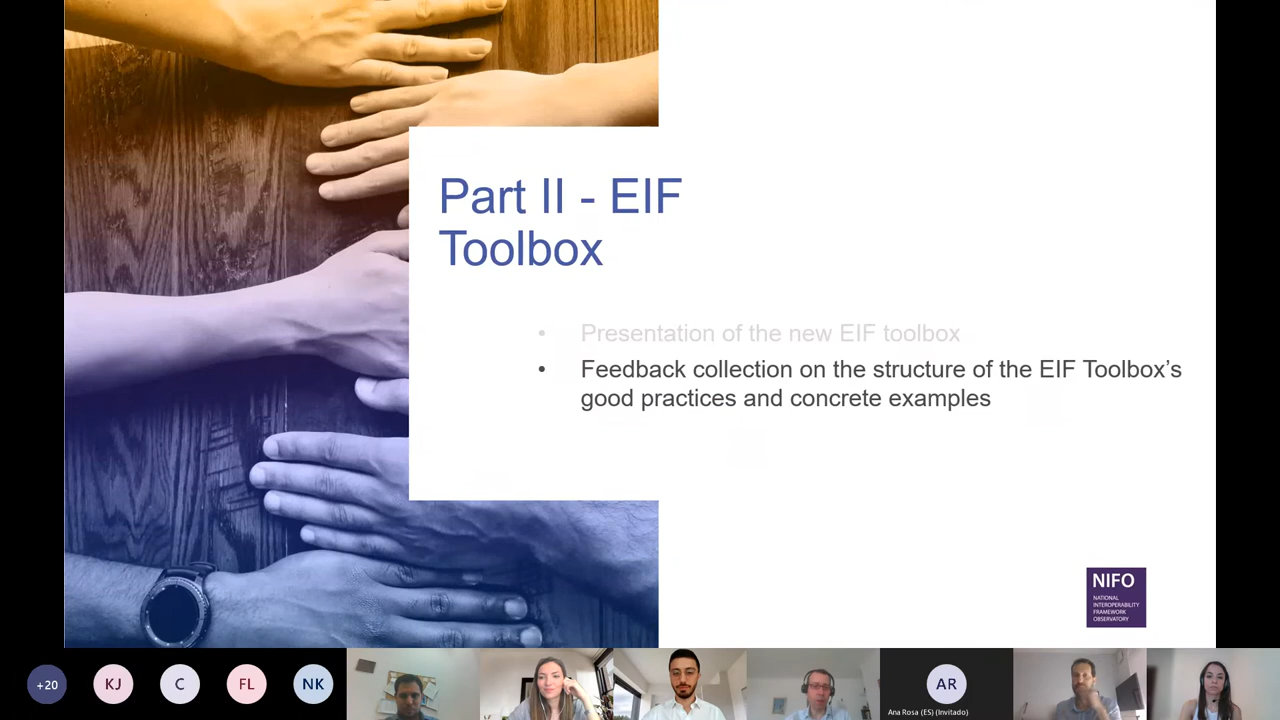 Part II - EIF
Toolbox
• Presentation of the new EIF toolbox
• Feedback collection on the structure of the EIF Toolbox’s
good practices and concrete examples
NIFO
NATIONAL
INTEROPERABILITY
FRAMEWORK
OBSERVATORY
+20
KJ
C
FL
NK
AR
Ana Rosa (ES) (Invitado)